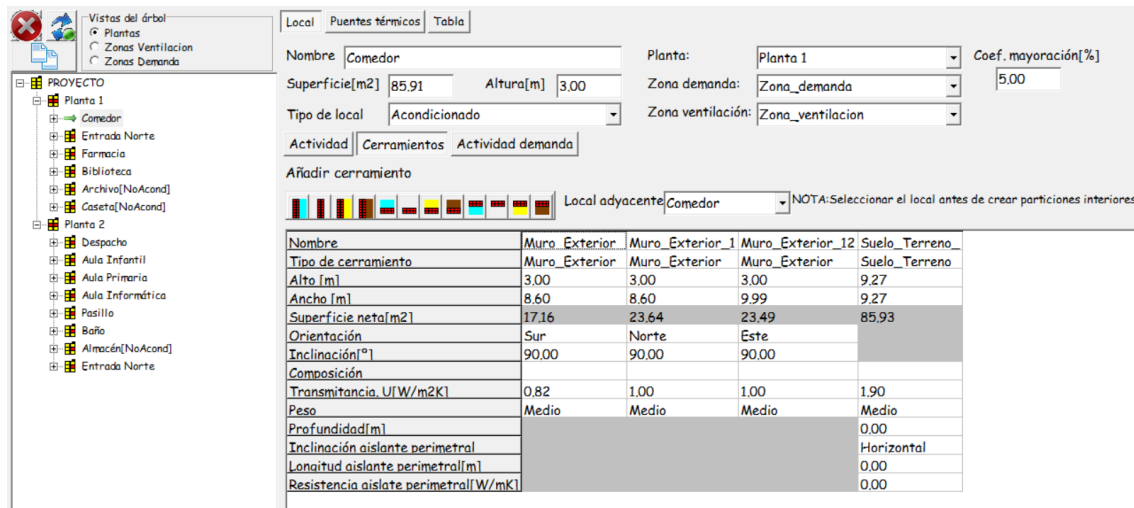 Vistas del árbol
Plantas
Zonas Ventilacion
Zonas Demanda
PROYECTO
Planta 1
Comedor
Entrada Norte
Farmacia
Biblioteca
Archivo[NoAcond]
Caseta[NoAcond]
Planta 2
Despacho
Aula Infantil
Aula Primaria
Aula Informática
Pasillo
Baño
Almacén[NoAcond]
Entrada Norte
Local Puentes térmicos Tabla
Nombre Comedor Planta: Planta 1 Coef. mayoración[%]
Superficie[m2] 85,91 Altura[m] 3,00 Zona demanda: Zona_demanda 5,00
Tipo de local Acondicionado Zona ventilación: Zona_ventilacion
Actividad Cerramientos Actividad demanda
Añadir cerramiento
Local adyacente Comedor NOTA:Seleccionar el local antes de crear particiones interiores
Nombre Muro_Exterior Muro_Exterior_1 Muro_Exterior_12 Suelo_Terreno_
Tipo de cerramiento Muro_Exterior Muro_Exterior Muro_Exterior Suelo_Terreno
Alto [m] 3,00 3,00 3,00 9,27
Ancho [m] 8,60 8,60 9,99 9,27
Superficie neta[m2] 17,16 23,64 23,49 85,93
Orientación Sur Norte Este
Inclinación[º] 90,00 90,00 90,00
Composición
Transmitancia, U[W/m2K] 0,82 1,00 1,00 1,90
Peso Medio Medio Medio Medio
Profundidad[m] 0,00
Inclinación aislante perimetral Horizontal
Longitud aislante perimetral[m] 0,00
Resistencia aislate perimetral[W/mK] 0,00